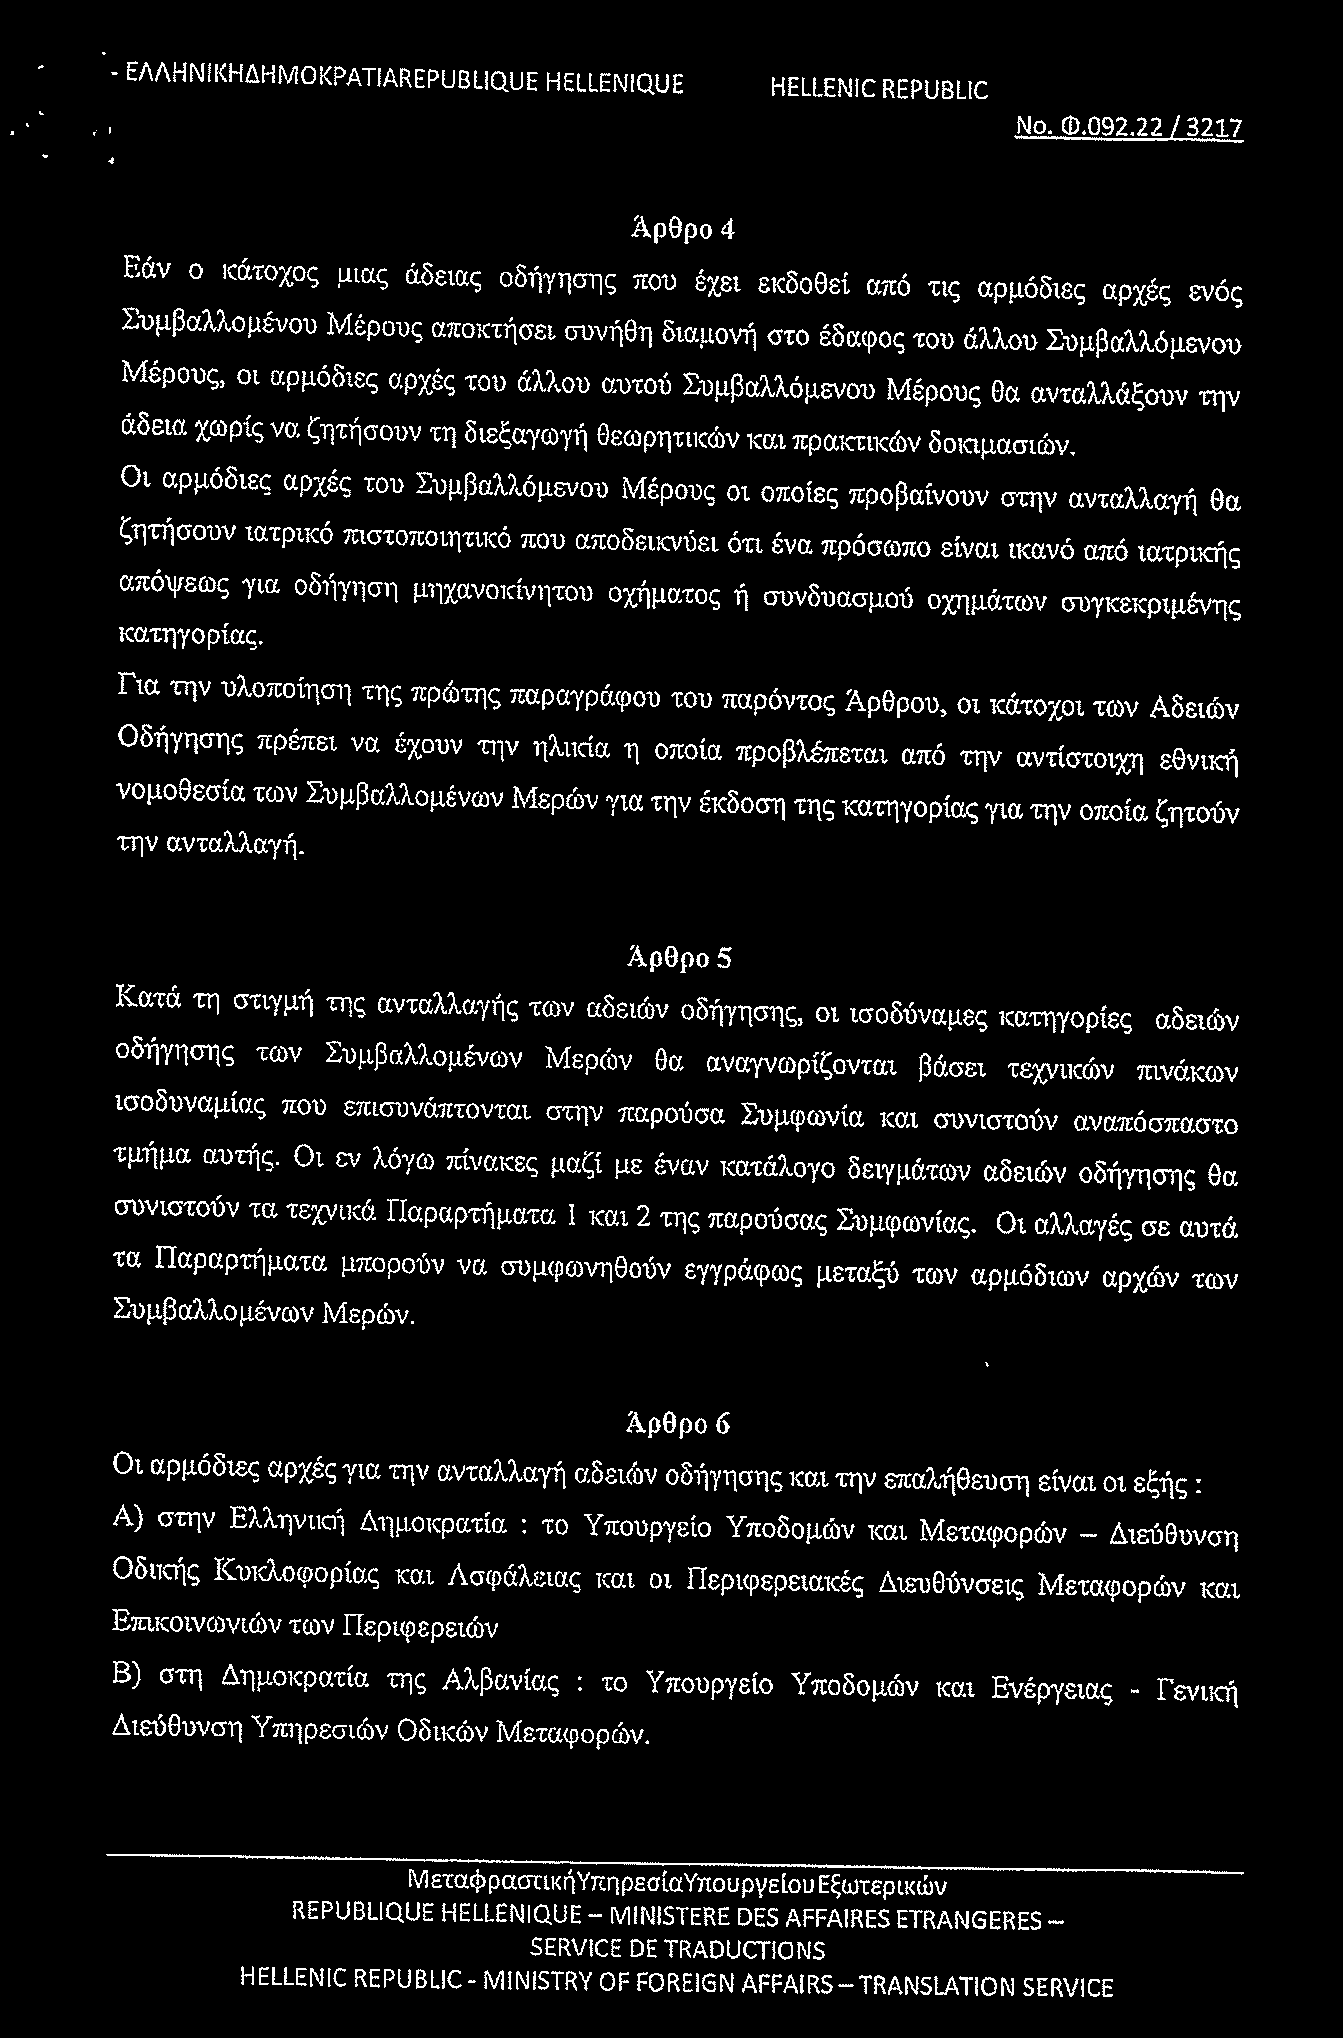 - ΕΛΛΗΝΙΚΗΔΗΜΟΚΡΑΤΙΑREPUBLIQUE HELLENIQUE HELLENIC REPUBLIC
No. Φ.092.22 / 3217
Άρθρο 4
Εάν ο κάτοχος μιας άδειας οδήγησης που έχει εκδοθεί από τις αρμόδιες αρχές ενός
Συμβαλλομένου Μέρους αποκτήσει συνήθη διαμονή στο έδαφος του άλλου Συμβαλλόμενου
Μέρους, οι αρμόδιες αρχές του άλλου αυτού Συμβαλλόμενου Μέρους θα ανταλλάξουν την
άδεια χωρίς να ζητήσουν τη διεξαγωγή θεωρητικών και πρακτικών δοκιμασιών.
Οι αρμόδιες αρχές του Συμβαλλόμενου Μέρους οι οποίες προβαίνουν στην ανταλλαγή θα
ζητήσουν ιατρικό πιστοποιητικό που αποδεικνύει ότι ένα πρόσωπο είναι ικανό από ιατρικής
απόψεως για οδήγηση μηχανοκίνητου οχήματος ή συνδυασμού οχημάτων συγκεκριμένης
κατηγορίας.
Για την υλοποίηση της πρώτης παραγράφου του παρόντος Άρθρου, οι κάτοχοι των Αδειών
Οδήγησης πρέπει να έχουν την ηλικία η οποία προβλέπεται από την αντίστοιχη εθνική
νομοθεσία των Συμβαλλομένων Μερών για την έκδοση της κατηγορίας για την οποία ζητούν
την ανταλλαγή.
Άρθρο 5
Κατά τη στιγμή της ανταλλαγής των αδειών οδήγησης, οι ισοδύναμες κατηγορίες αδειών
οδήγησης των Συμβαλλομένων Μερών θα αναγνωρίζονται βάσει τεχνικών πινάκων
ισοδυναμίας που επισυνάπτονται στην παρούσα Συμφωνία και συνιστούν αναπόσπαστο
τμήμα αυτής. Οι εν λόγω πίνακες μαζί με έναν κατάλογο δειγμάτων αδειών οδήγησης θα
συνιστούν τα τεχνικά Παραρτήματα 1 και 2 της παρούσας Συμφωνίας. Οι αλλαγές σε αυτά
τα Παραρτήματα μπορούν να συμφωνηθούν εγγράφως μεταξύ των αρμόδιων αρχών των
Συμβαλλομένων Μερών.
Άρθρο 6
Οι αρμόδιες αρχές για την ανταλλαγή αδειών οδήγησης και την επαλήθευση είναι οι εξής :
Α) στην Ελληνική Δημοκρατία : το Υπουργείο Υποδομών και Μεταφορών – Διεύθυνση
Οδικής Κυκλοφορίας και Ασφάλειας και οι Περιφερειακές Διευθύνσεις Μεταφορών και
Επικοινωνιών των Περιφερειών
Β) στη Δημοκρατία της Αλβανίας : το Υπουργείο Υποδομών και Ενέργειας - Γενική
Διεύθυνση Υπηρεσιών Οδικών Μεταφορών.
ΜεταφραστικήΥπηρεσίαΥπουργείουΕξωτερικών
REPUBLIQUE HELLENIQUE – MINISTERE DES AFFAIRES ETRANGERES –
SERVICE DE TRADUCTIONS
HELLENIC REPUBLIC - MINISTRY OF FOREIGN AFFAIRS – TRANSLATION SERVICE